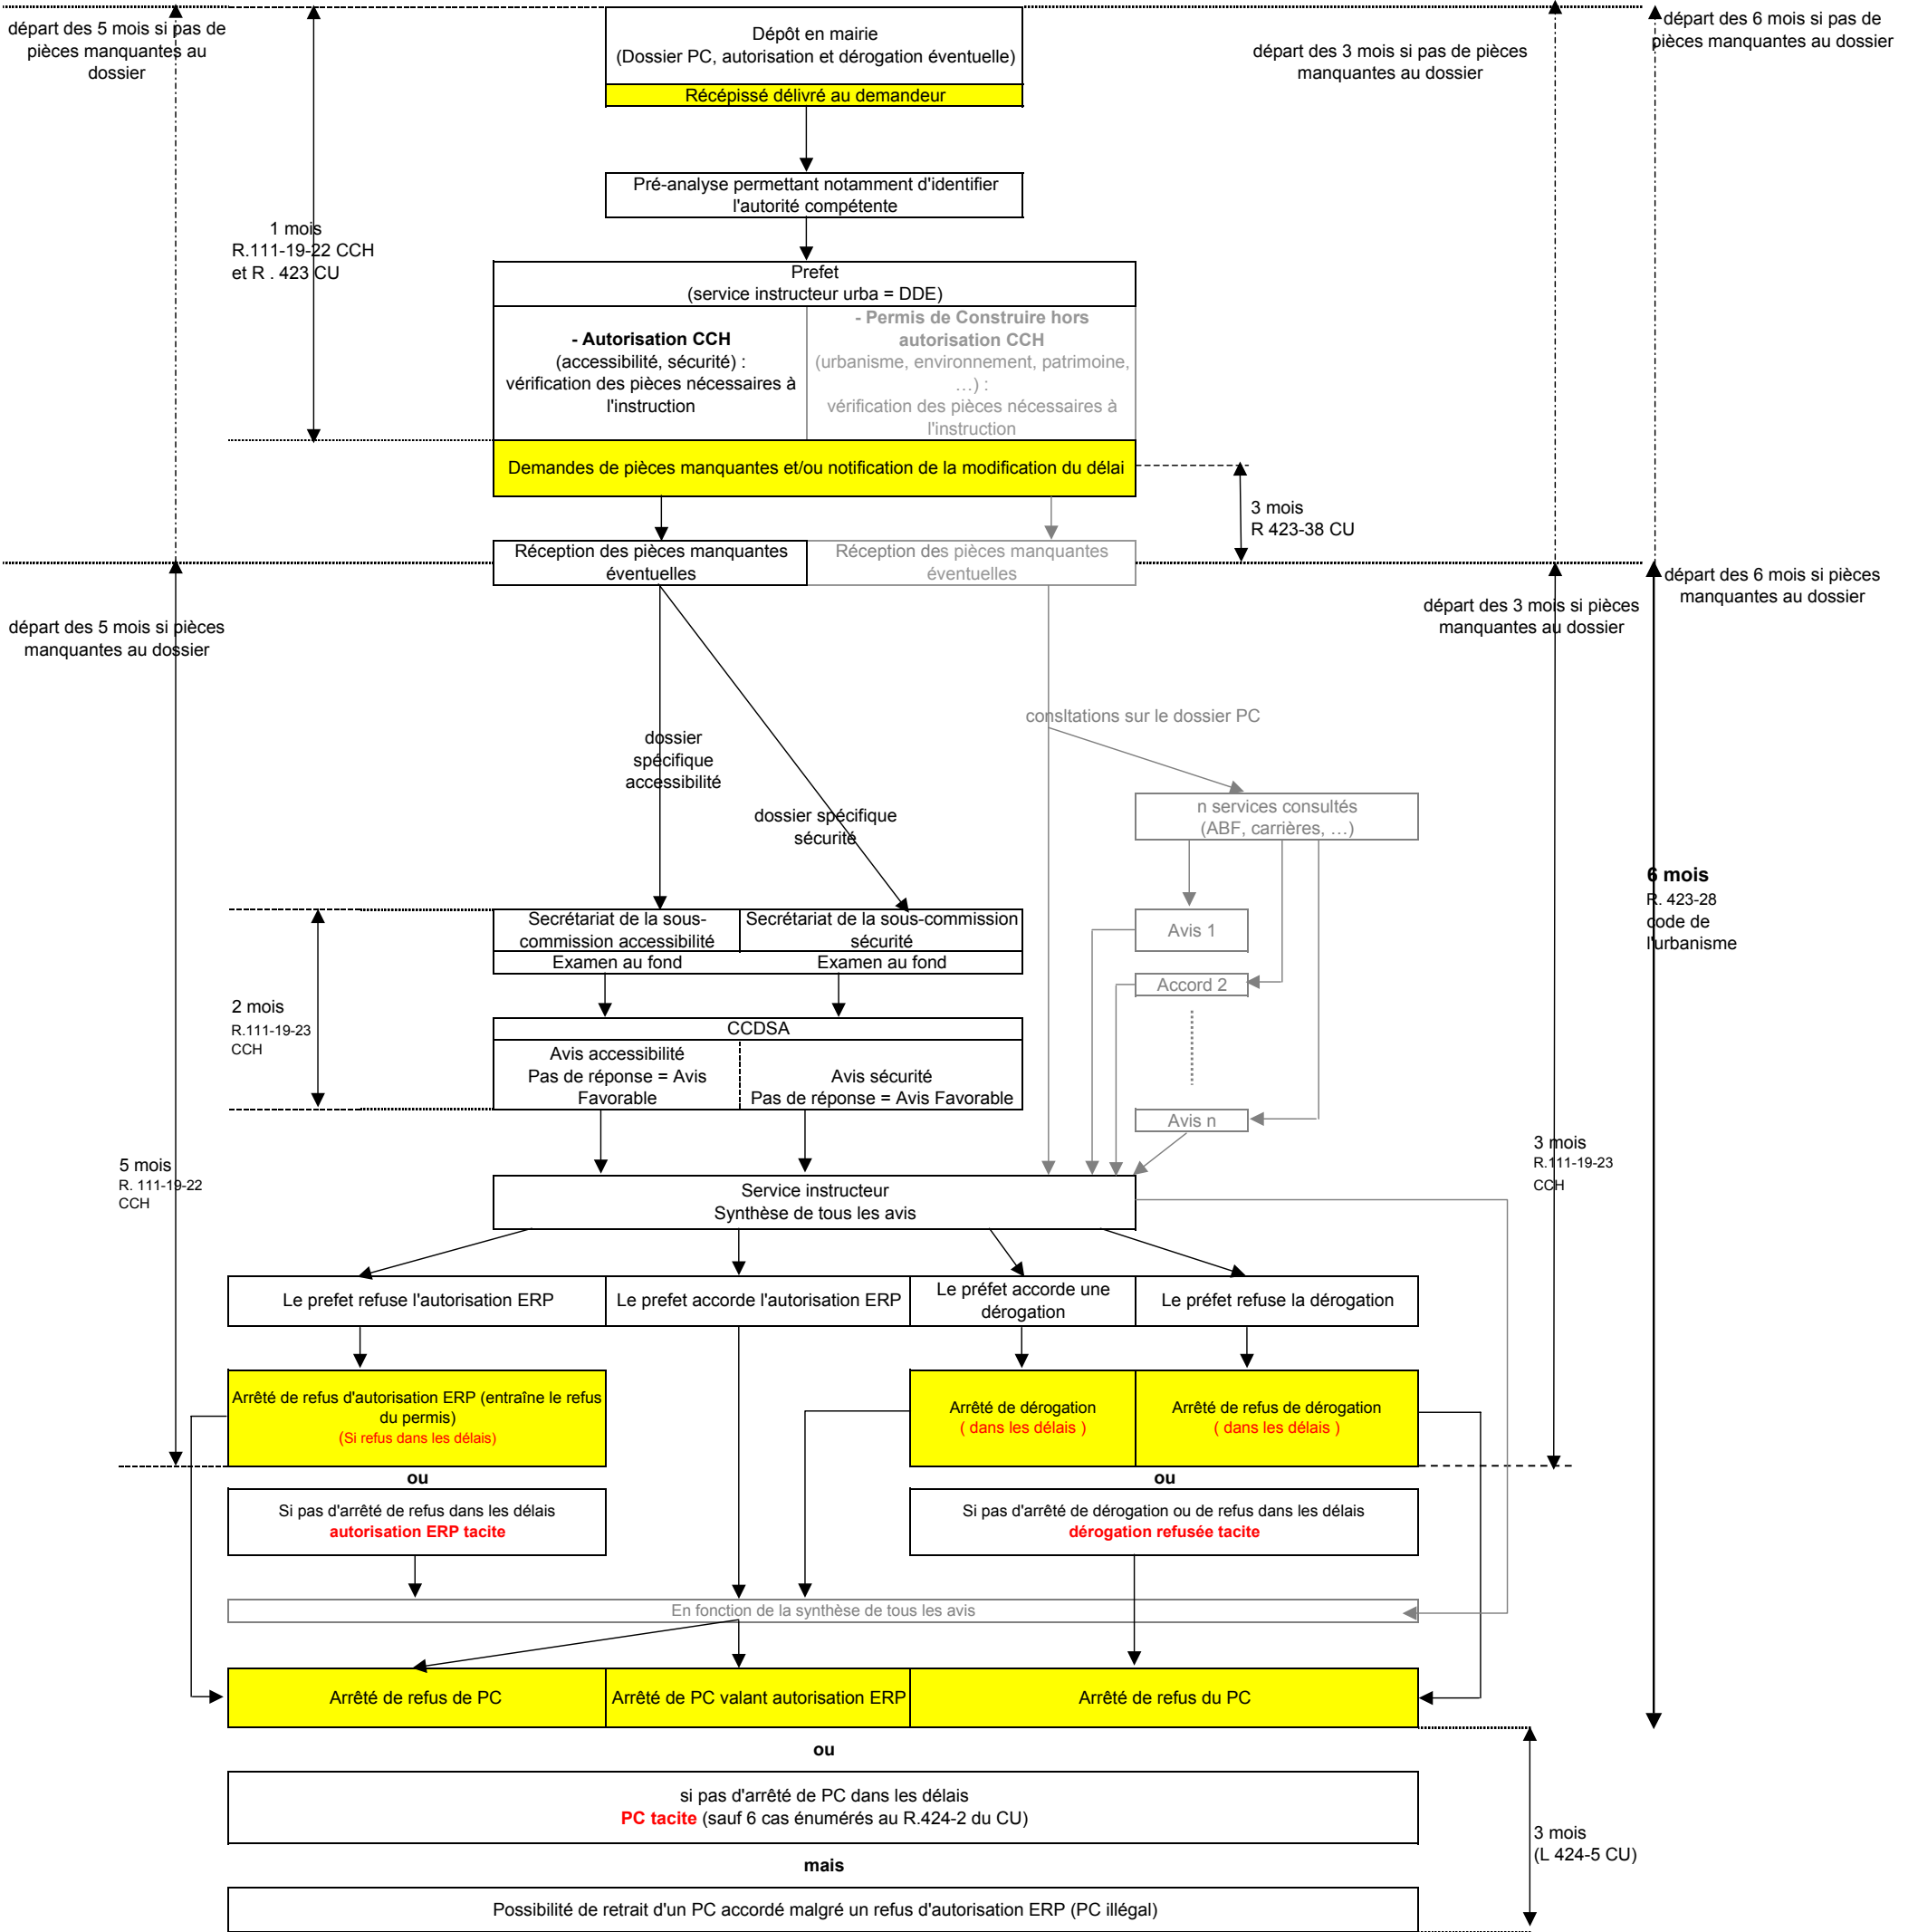 départ des 5 mois si pas de
pièces manquantes au
dossier
Dépôt en mairie
(Dossier PC, autorisation et dérogation éventuelle)
Récépissé délivré au demandeur
départ des 3 mois si pas de pièces
manquantes au dossier
départ des 6 mois si pas de
pièces manquantes au dossier
Pré-analyse permettant notamment d'identifier
l'autorité compétente
1 mois
R.111-19-22 CCH
et R . 423 CU
Prefet
(service instructeur urba = DDE)
- Autorisation CCH
(accessibilité, sécurité) :
vérification des pièces nécessaires à
l'instruction
- Permis de Construire hors
autorisation CCH
(urbanisme, environnement, patrimoine,
…) :
vérification des pièces nécessaires à
l'instruction
Demandes de pièces manquantes et/ou notification de la modification du délai
3 mois
R 423-38 CU
Réception des pièces manquantes
éventuelles
Réception des pièces manquantes
éventuelles
départ des 5 mois si pièces
manquantes au dossier
départ des 3 mois si pièces
manquantes au dossier
départ des 6 mois si pièces
manquantes au dossier
dossier
spécifique
accessibilité
dossier spécifique
sécurité
consltations sur le dossier PC
n services consultés
(ABF, carrières, …)
6 mois
R. 423-28
code de
l'urbanisme
Secrétariat de la sous-
commission accessibilité
Secrétariat de la sous-commission
sécurité
Examen au fond
Examen au fond
Avis 1
Accord 2
2 mois
R.111-19-23
CCH
CCDSA
Avis accessibilité
Pas de réponse = Avis
Favorable
Avis sécurité
Pas de réponse = Avis Favorable
Avis n
5 mois
R. 111-19-22
CCH
3 mois
R.111-19-23
CCH
Service instructeur
Synthèse de tous les avis
Le prefet refuse l'autorisation ERP
Le prefet accorde l'autorisation ERP
Le préfet accorde une
dérogation
Le préfet refuse la dérogation
Arrêté de refus d'autorisation ERP (entraîne le refus
du permis)
(Si refus dans les délais)
Arrêté de dérogation
( dans les délais )
Arrêté de refus de dérogation
( dans les délais )
ou
ou
Si pas d'arrêté de refus dans les délais
autorisation ERP tacite
Si pas d'arrêté de dérogation ou de refus dans les délais
dérogation refusée tacite
En fonction de la synthèse de tous les avis
Arrêté de refus de PC
Arrêté de PC valant autorisation ERP
Arrêté de refus du PC
ou
si pas d'arrêté de PC dans les délais
PC tacite (sauf 6 cas énumérés au R.424-2 du CU)
3 mois
(L 424-5 CU)
mais
Possibilité de retrait d'un PC accordé malgré un refus d'autorisation ERP (PC illégal)